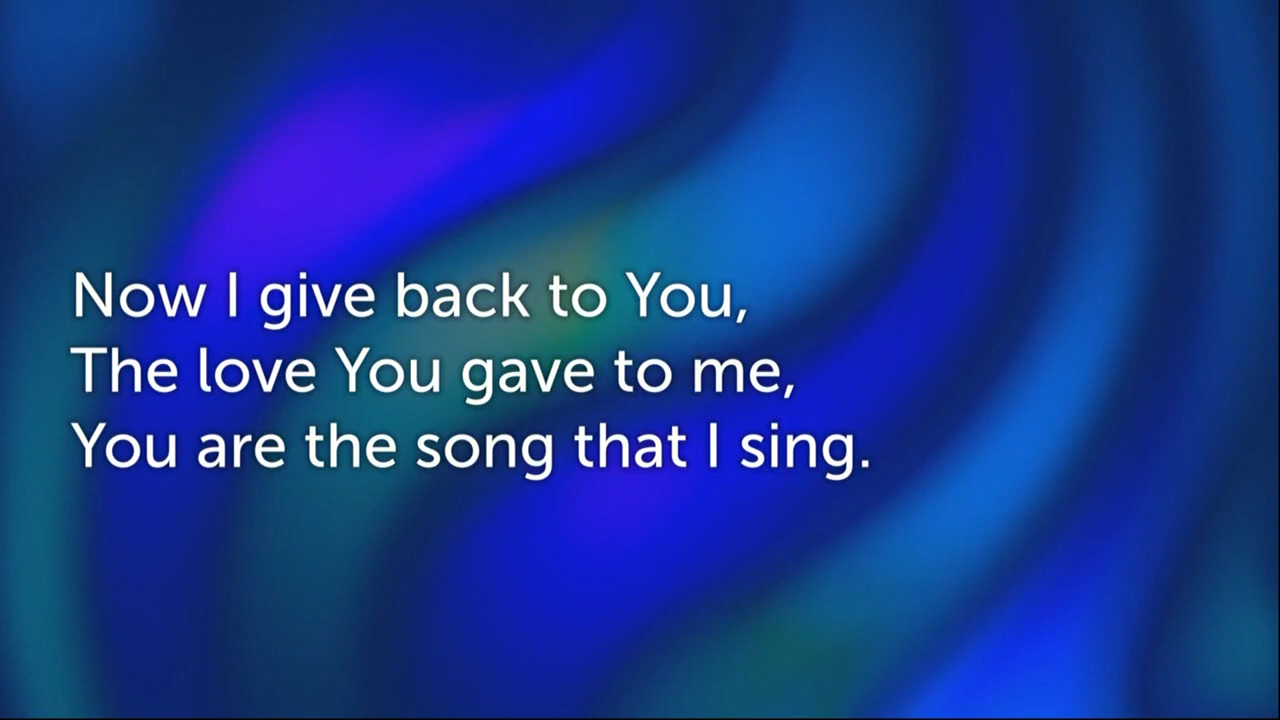 Now I give back to You,
The love You gave to me,
You are the song that I sing.